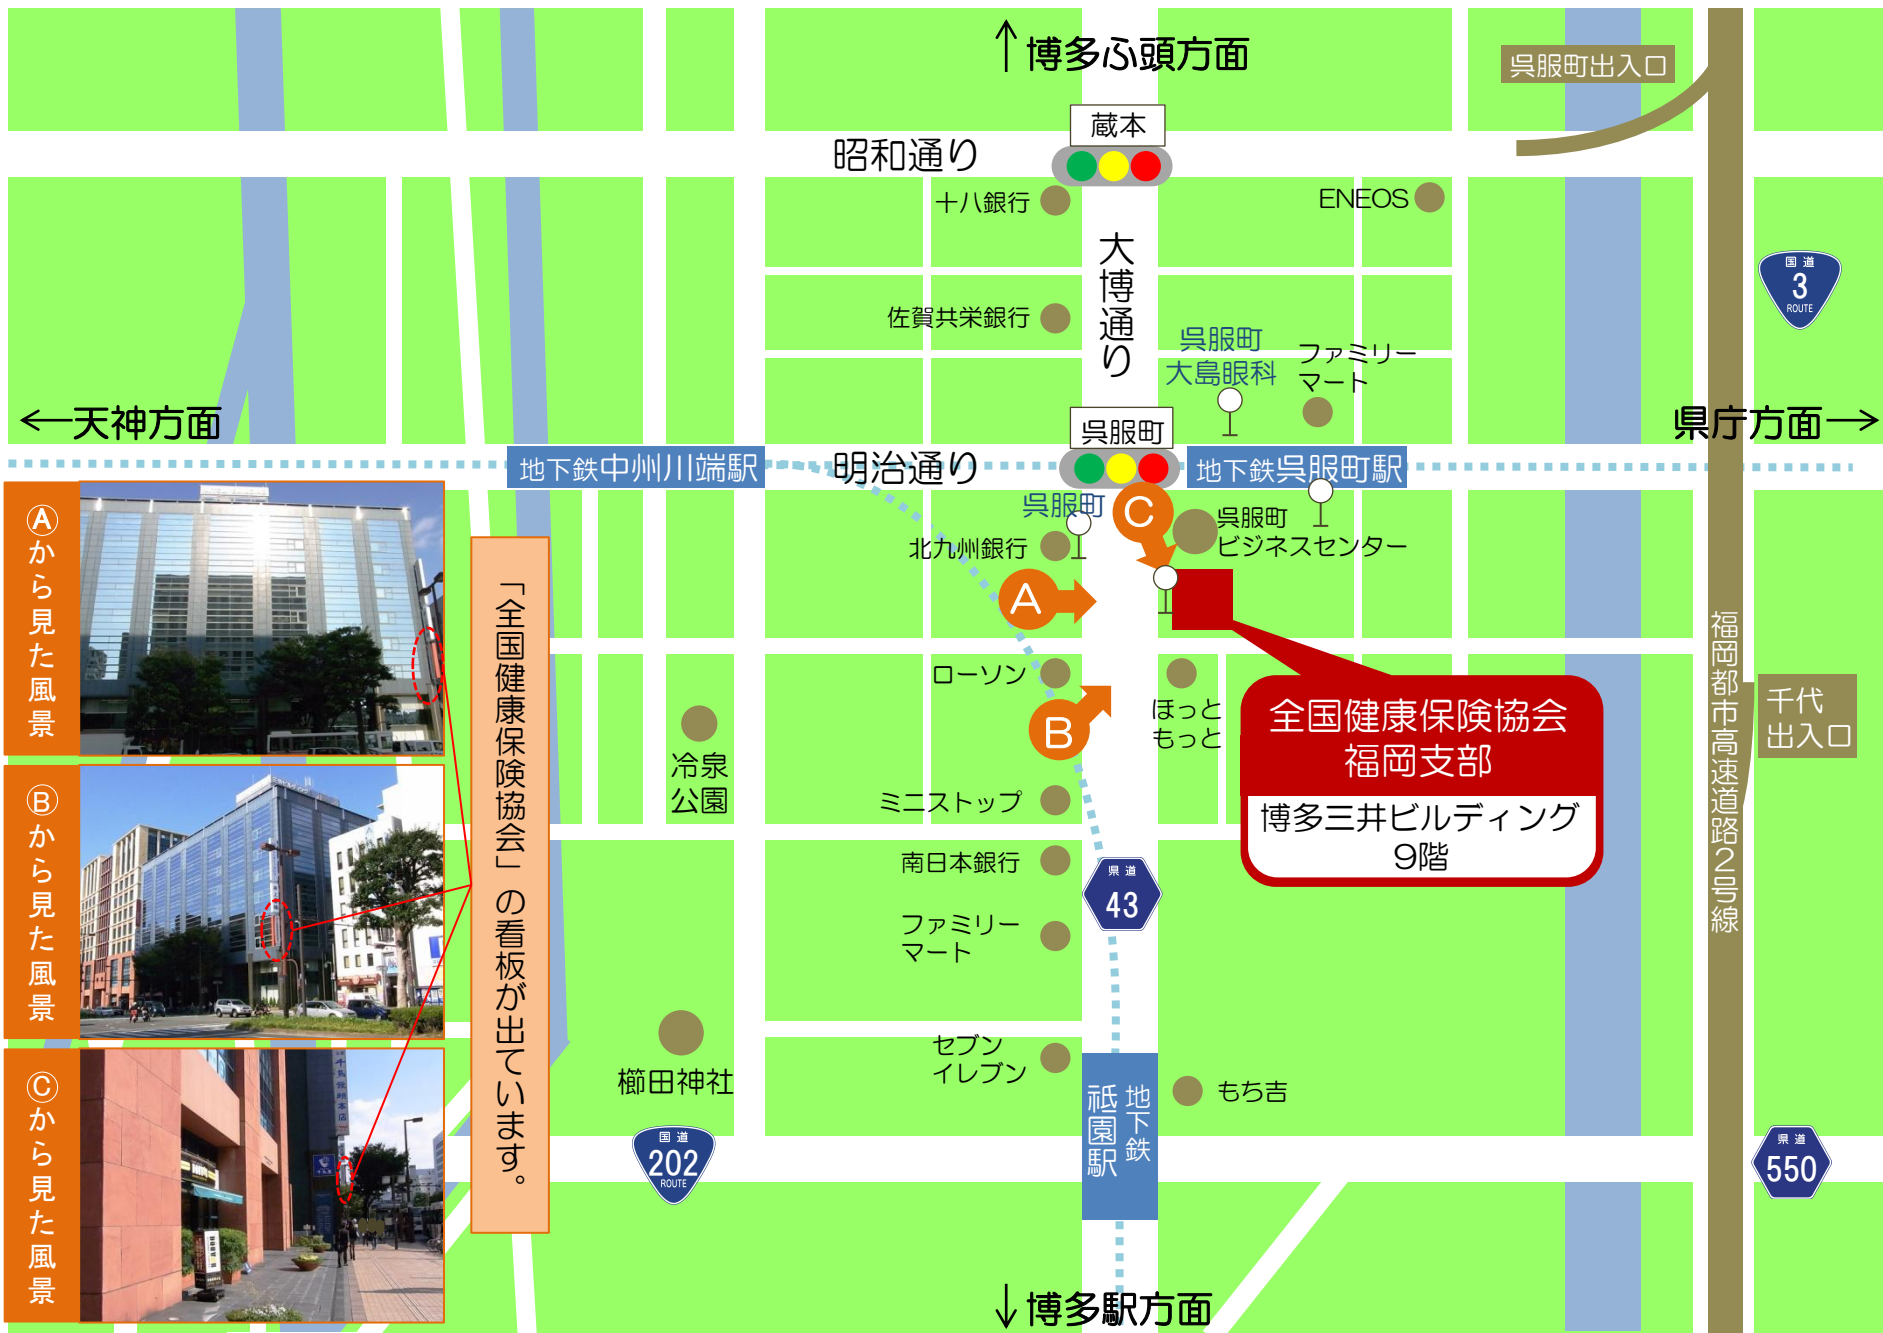 博多ふ頭方面
呉服町出入口
蔵本
昭和通り
十八銀行
ENEOS
大博通り
国道
3
ROUTE
佐賀共栄銀行
呉服町
大島眼科
ファミリー
マート
天神方面
呉服町
県庁方面
地下鉄中州川端駅
明治通り
地下鉄呉服町駅
呉服町
C
呉服町
ビジネスセンター
北九州銀行
A
Ⓐから見た風景
「全国健康保険協会」の看板が出ています。
ローソン
B
ほっと
もっと
全国健康保険協会
福岡支部
博多三井ビルディング
9階
福岡都市高速道路2号線
千代
出入口
冷泉
公園
ミニストップ
Ⓑから見た風景
南日本銀行
県道
43
ファミリー
マート
セブン
イレブン
櫛田神社
もち吉
地下鉄
祗園駅
Ⓒから見た風景
国道
202
ROUTE
県道
550
博多駅方面